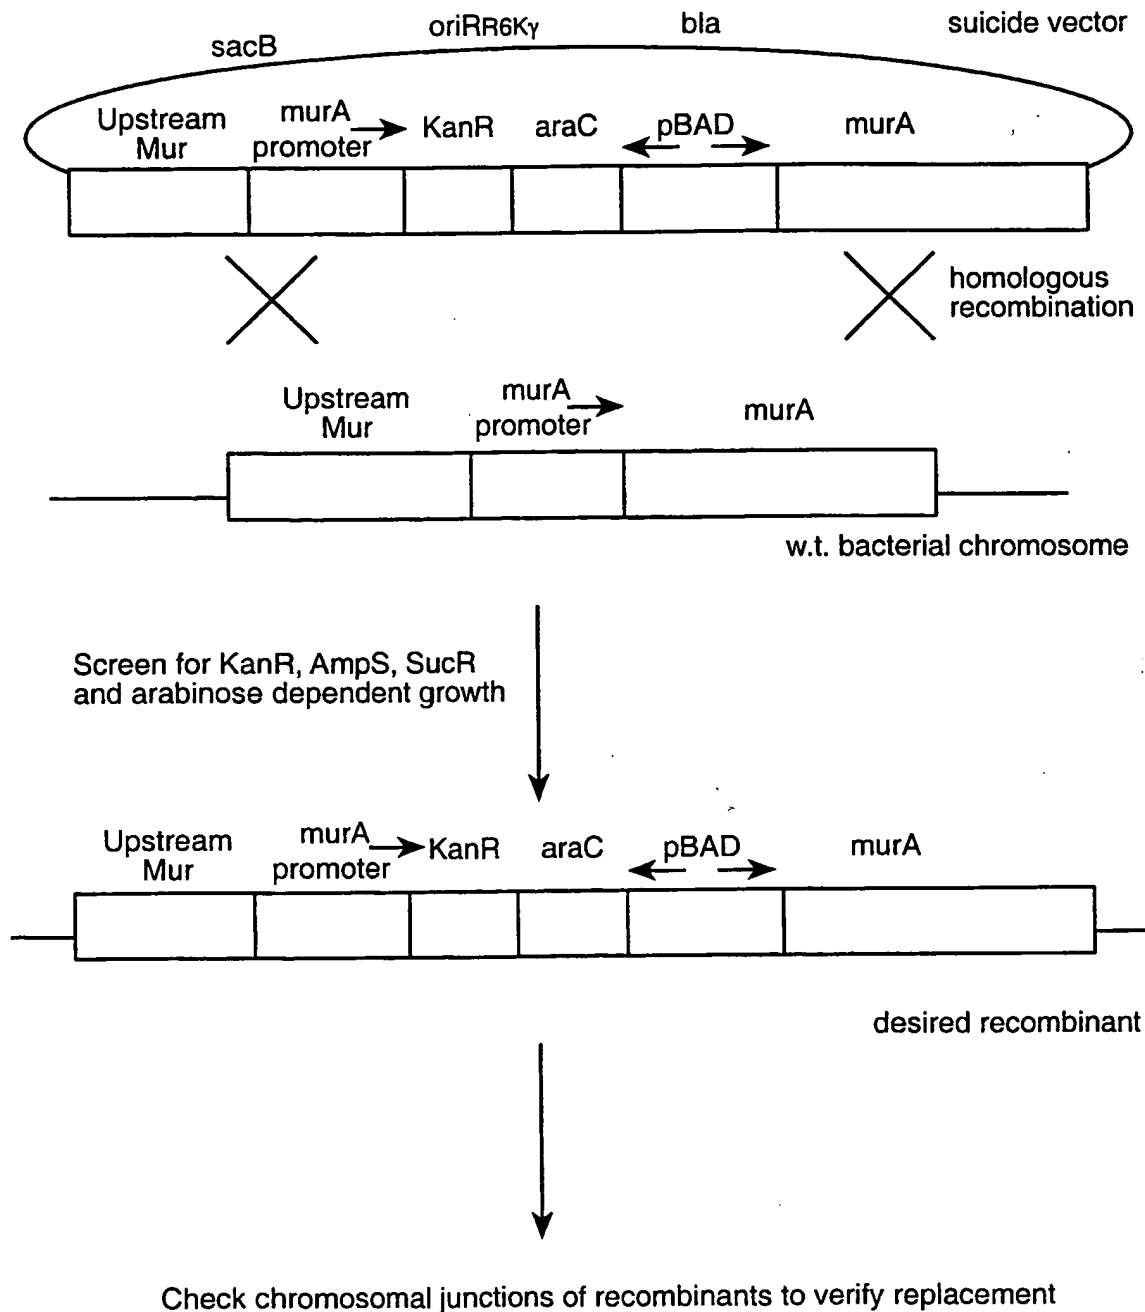 sacB oriRR6Kγ bla suicide vector
Upstream Mur murA promoter KanR araC pBAD murA
homologous
recombination
Upstream Mur murA promoter murA
w.t. bacterial chromosome
Screen for KanR, AmpS, SucR
and arabinose dependent growth
Upstream Mur murA promoter KanR araC pBAD murA
desired recombinant
Check chromosomal junctions of recombinants to verify replacement